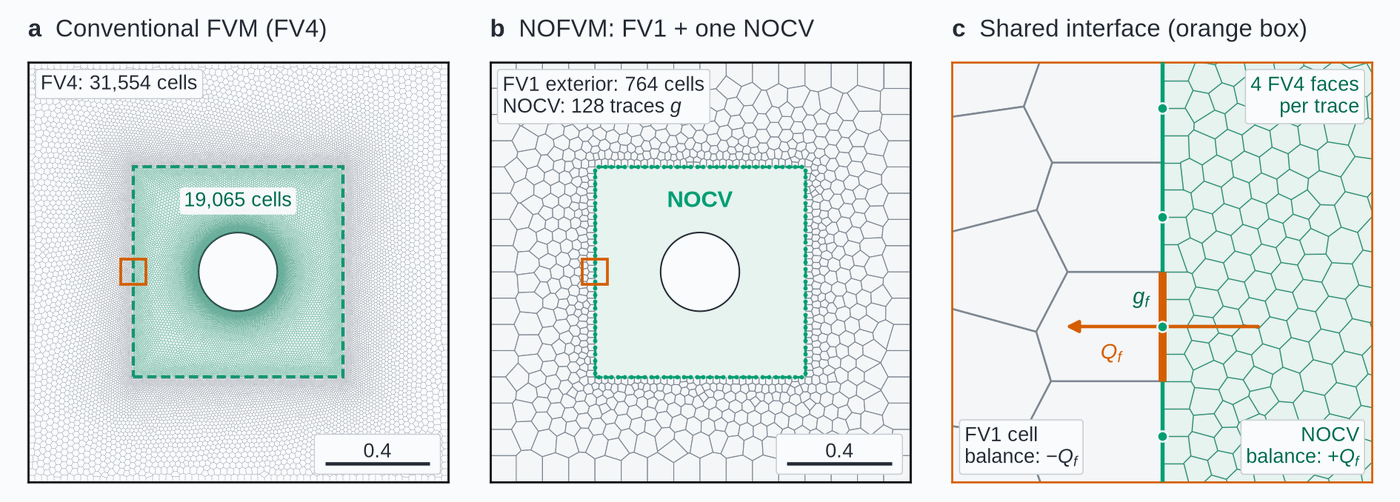 a Conventional FVM (FV4)
FV4: 31,554 cells
19,065 cells
0.4
b NOFVM: FV1 + one NOCV
FV1 exterior: 764 cells
NOCV: 128 traces g
NOCV
0.4
c Shared interface (orange box)
4 FV4 faces
per trace
g_f
Q_f
FV1 cell
balance: −Q_f
NOCV
balance: +Q_f